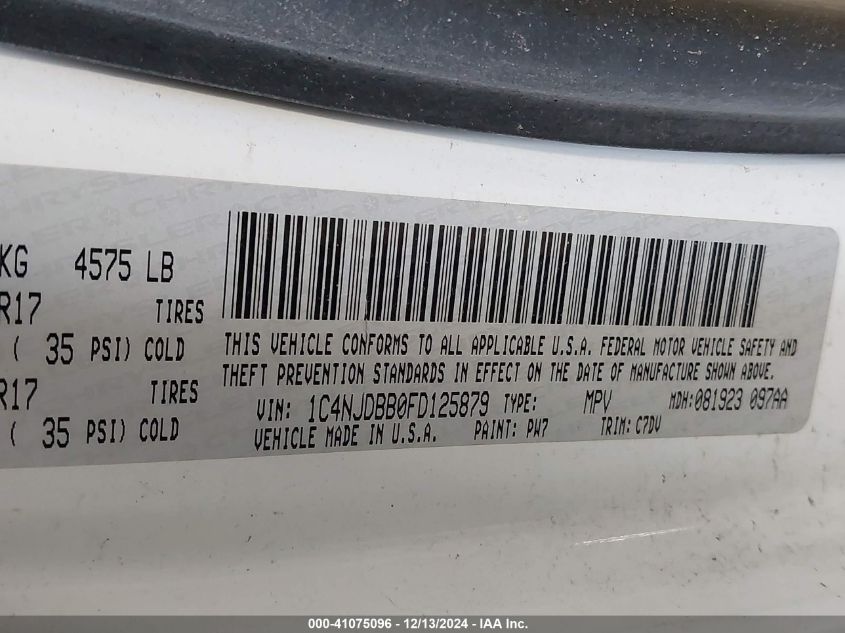 KG 4575 LB
R17 TIRES
( 35 PSI) COLD
R17 TIRES
( 35 PSI) COLD
THIS VEHICLE CONFORMS TO ALL APPLICABLE U.S.A. FEDERAL MOTOR VEHICLE SAFETY AND
THEFT PREVENTION STANDARDS IN EFFECT ON THE DATE OF MANUFACTURE SHOWN ABOVE.
VIN: 1C4NJDBB0FD125879 TYPE: MPV MDH:081923 097AA
VEHICLE MADE IN U.S.A. PAINT: PW7 TRIM: C7DV
000-41075096 - 12/13/2024 - IAA Inc.